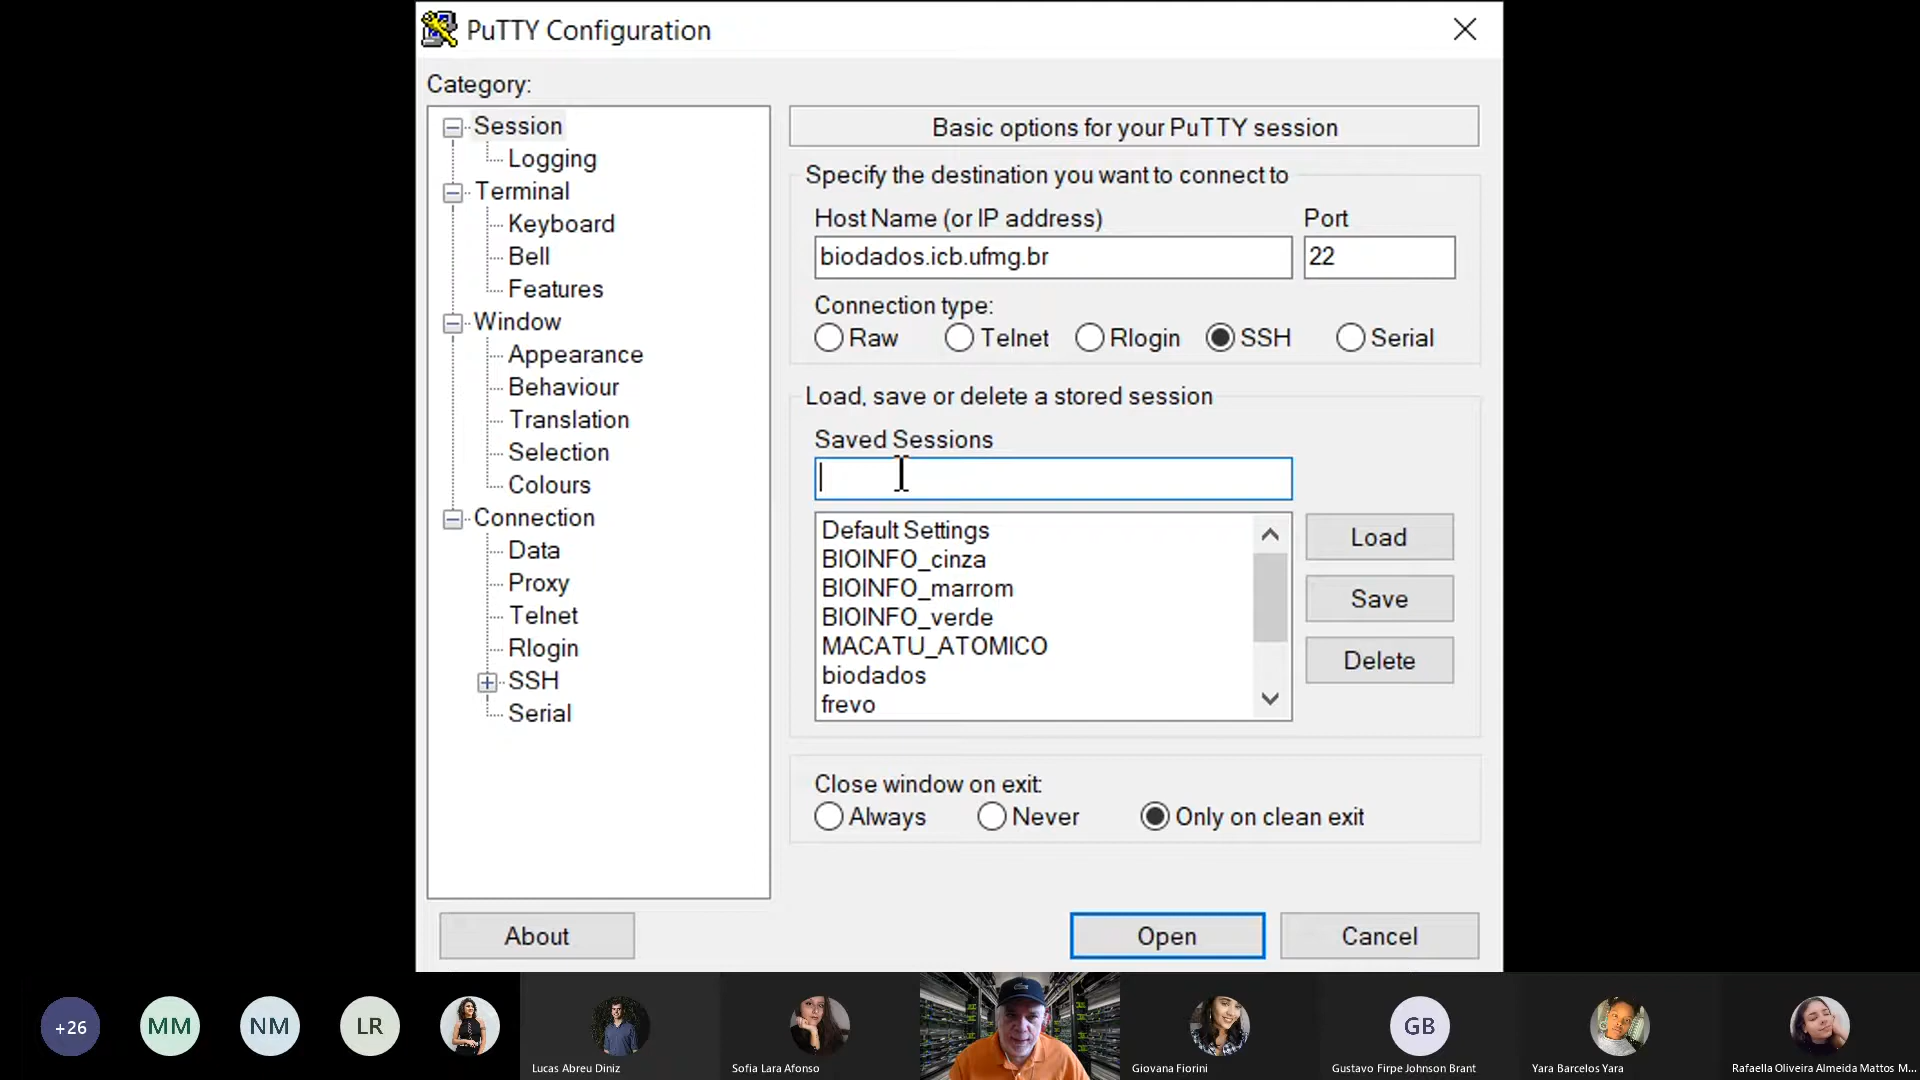 PuTTY Configuration
Category:
Session
Logging
Terminal
Keyboard
Bell
Features
Window
Appearance
Behaviour
Translation
Selection
Colours
Connection
Data
Proxy
Telnet
Rlogin
SSH
Serial
Basic options for your PuTTY session
Specify the destination you want to connect to
Host Name (or IP address) Port
biodados.icb.ufmg.br 22
Connection type:
Raw Telnet Rlogin SSH Serial
Load, save or delete a stored session
Saved Sessions
Default Settings
BIOINFO_cinza
BIOINFO_marrom
BIOINFO_verde
MACATU_ATOMICO
biodados
frevo
Load
Save
Delete
Close window on exit:
Always Never Only on clean exit
About Open Cancel
+26 MM NM LR GB
Lucas Abreu Diniz Sofia Lara Afonso Giovana Fiorini Gustavo Firpe Johnson Brant Yara Barcelos Yara Rafaella Oliveira Almeida Mattos M...